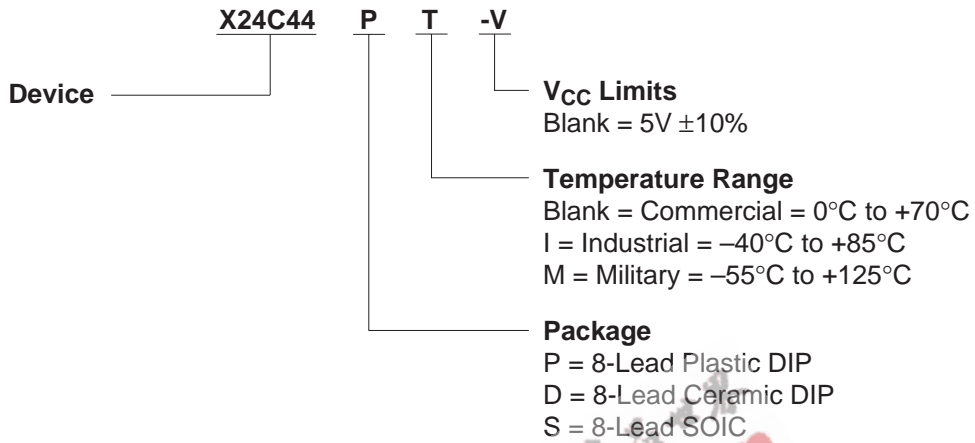 X24C44 P T -V
Device
VCC Limits
Blank = 5V ±10%
Temperature Range
Blank = Commercial = 0°C to +70°C
I = Industrial = –40°C to +85°C
M = Military = –55°C to +125°C
Package
P = 8-Lead Plastic DIP
D = 8-Lead Ceramic DIP
S = 8-Lead SOIC